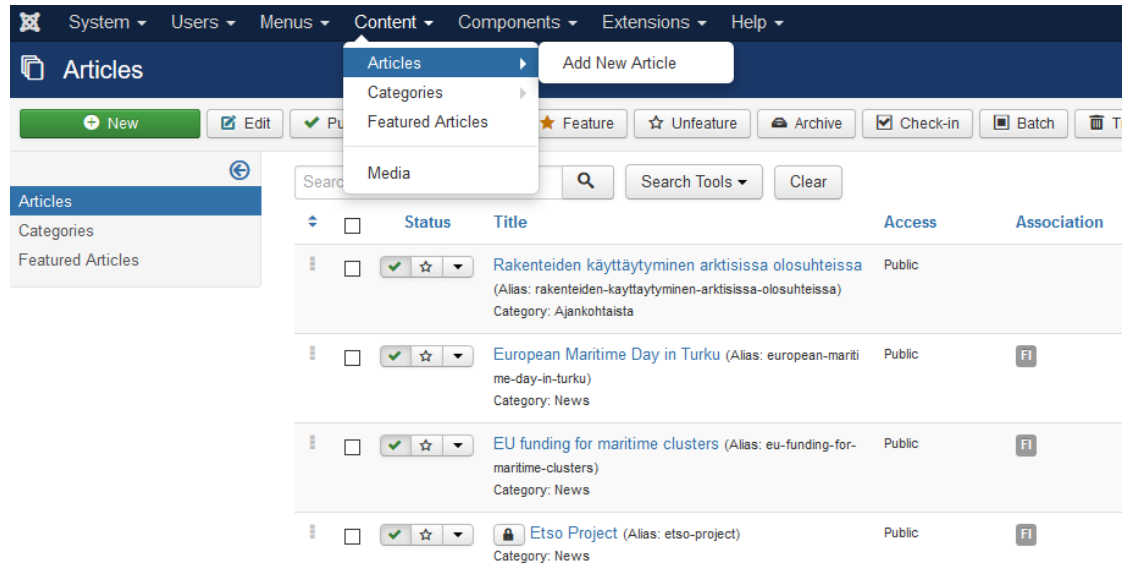 System Users Menus Content Components Extensions Help
Articles
Articles Add New Article
Categories
Featured Articles
Media
New Edit Feature Unfeature Archive Check-in Batch
Search Tools Clear
Articles
Categories
Featured Articles
Status Title Access Association
Rakenteiden käyttäytyminen arktisissa olosuhteissa Public
(Alias: rakenteiden-kayttaytyminen-arktisissa-olosuhteissa)
Category: Ajankohtaista
European Maritime Day in Turku (Alias: european-mariti Public FI
me-day-in-turku)
Category: News
EU funding for maritime clusters (Alias: eu-funding-for- Public FI
maritime-clusters)
Category: News
Etso Project (Alias: etso-project) Public FI
Category: News